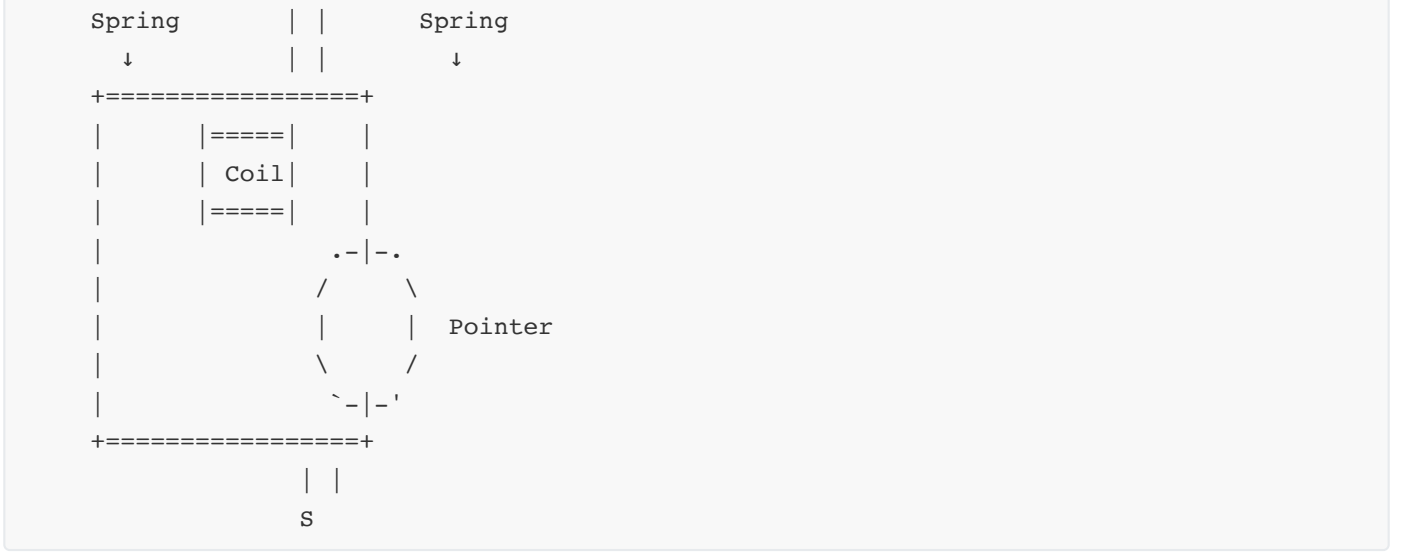 Spring       | |      Spring
  ↓          | |        ↓
+=================+
|      |=====|    |
|      | Coil|    |
|      |=====|    |
|               .-|-.
|              /     \
|              |     |  Pointer
|              \     /
|               `-|-'
+=================+
              | |
              S